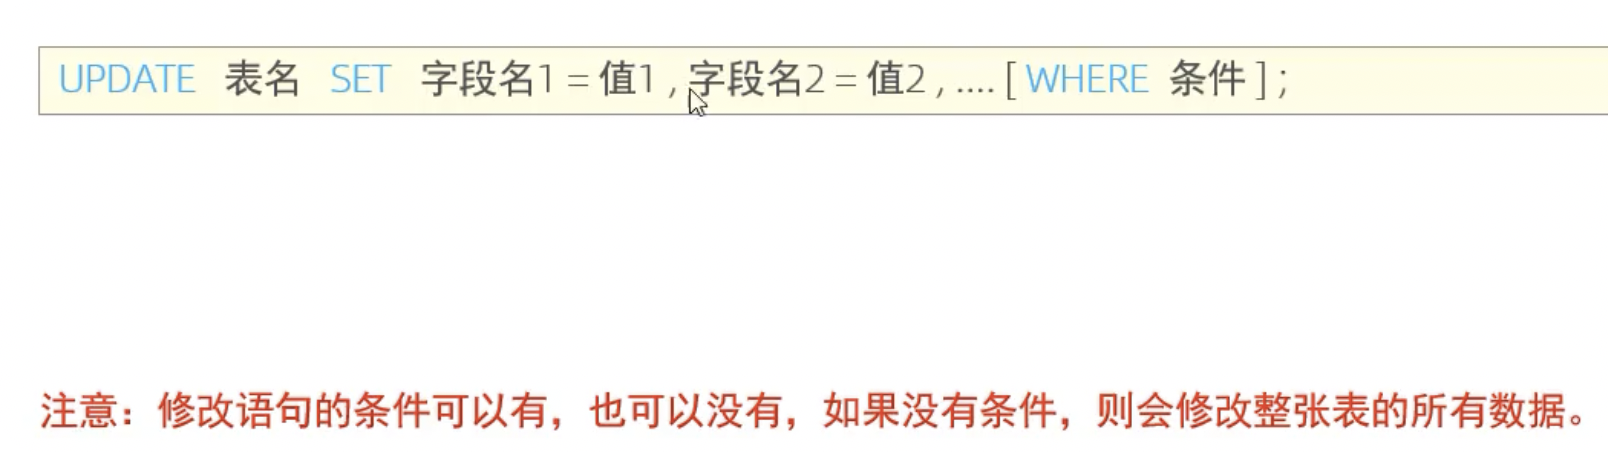 UPDATE 表名 SET 字段名1 = 值1 , 字段名2 = 值2 , .... [ WHERE 条件 ] ;
注意：修改语句的条件可以有，也可以没有，如果没有条件，则会修改整张表的所有数据。